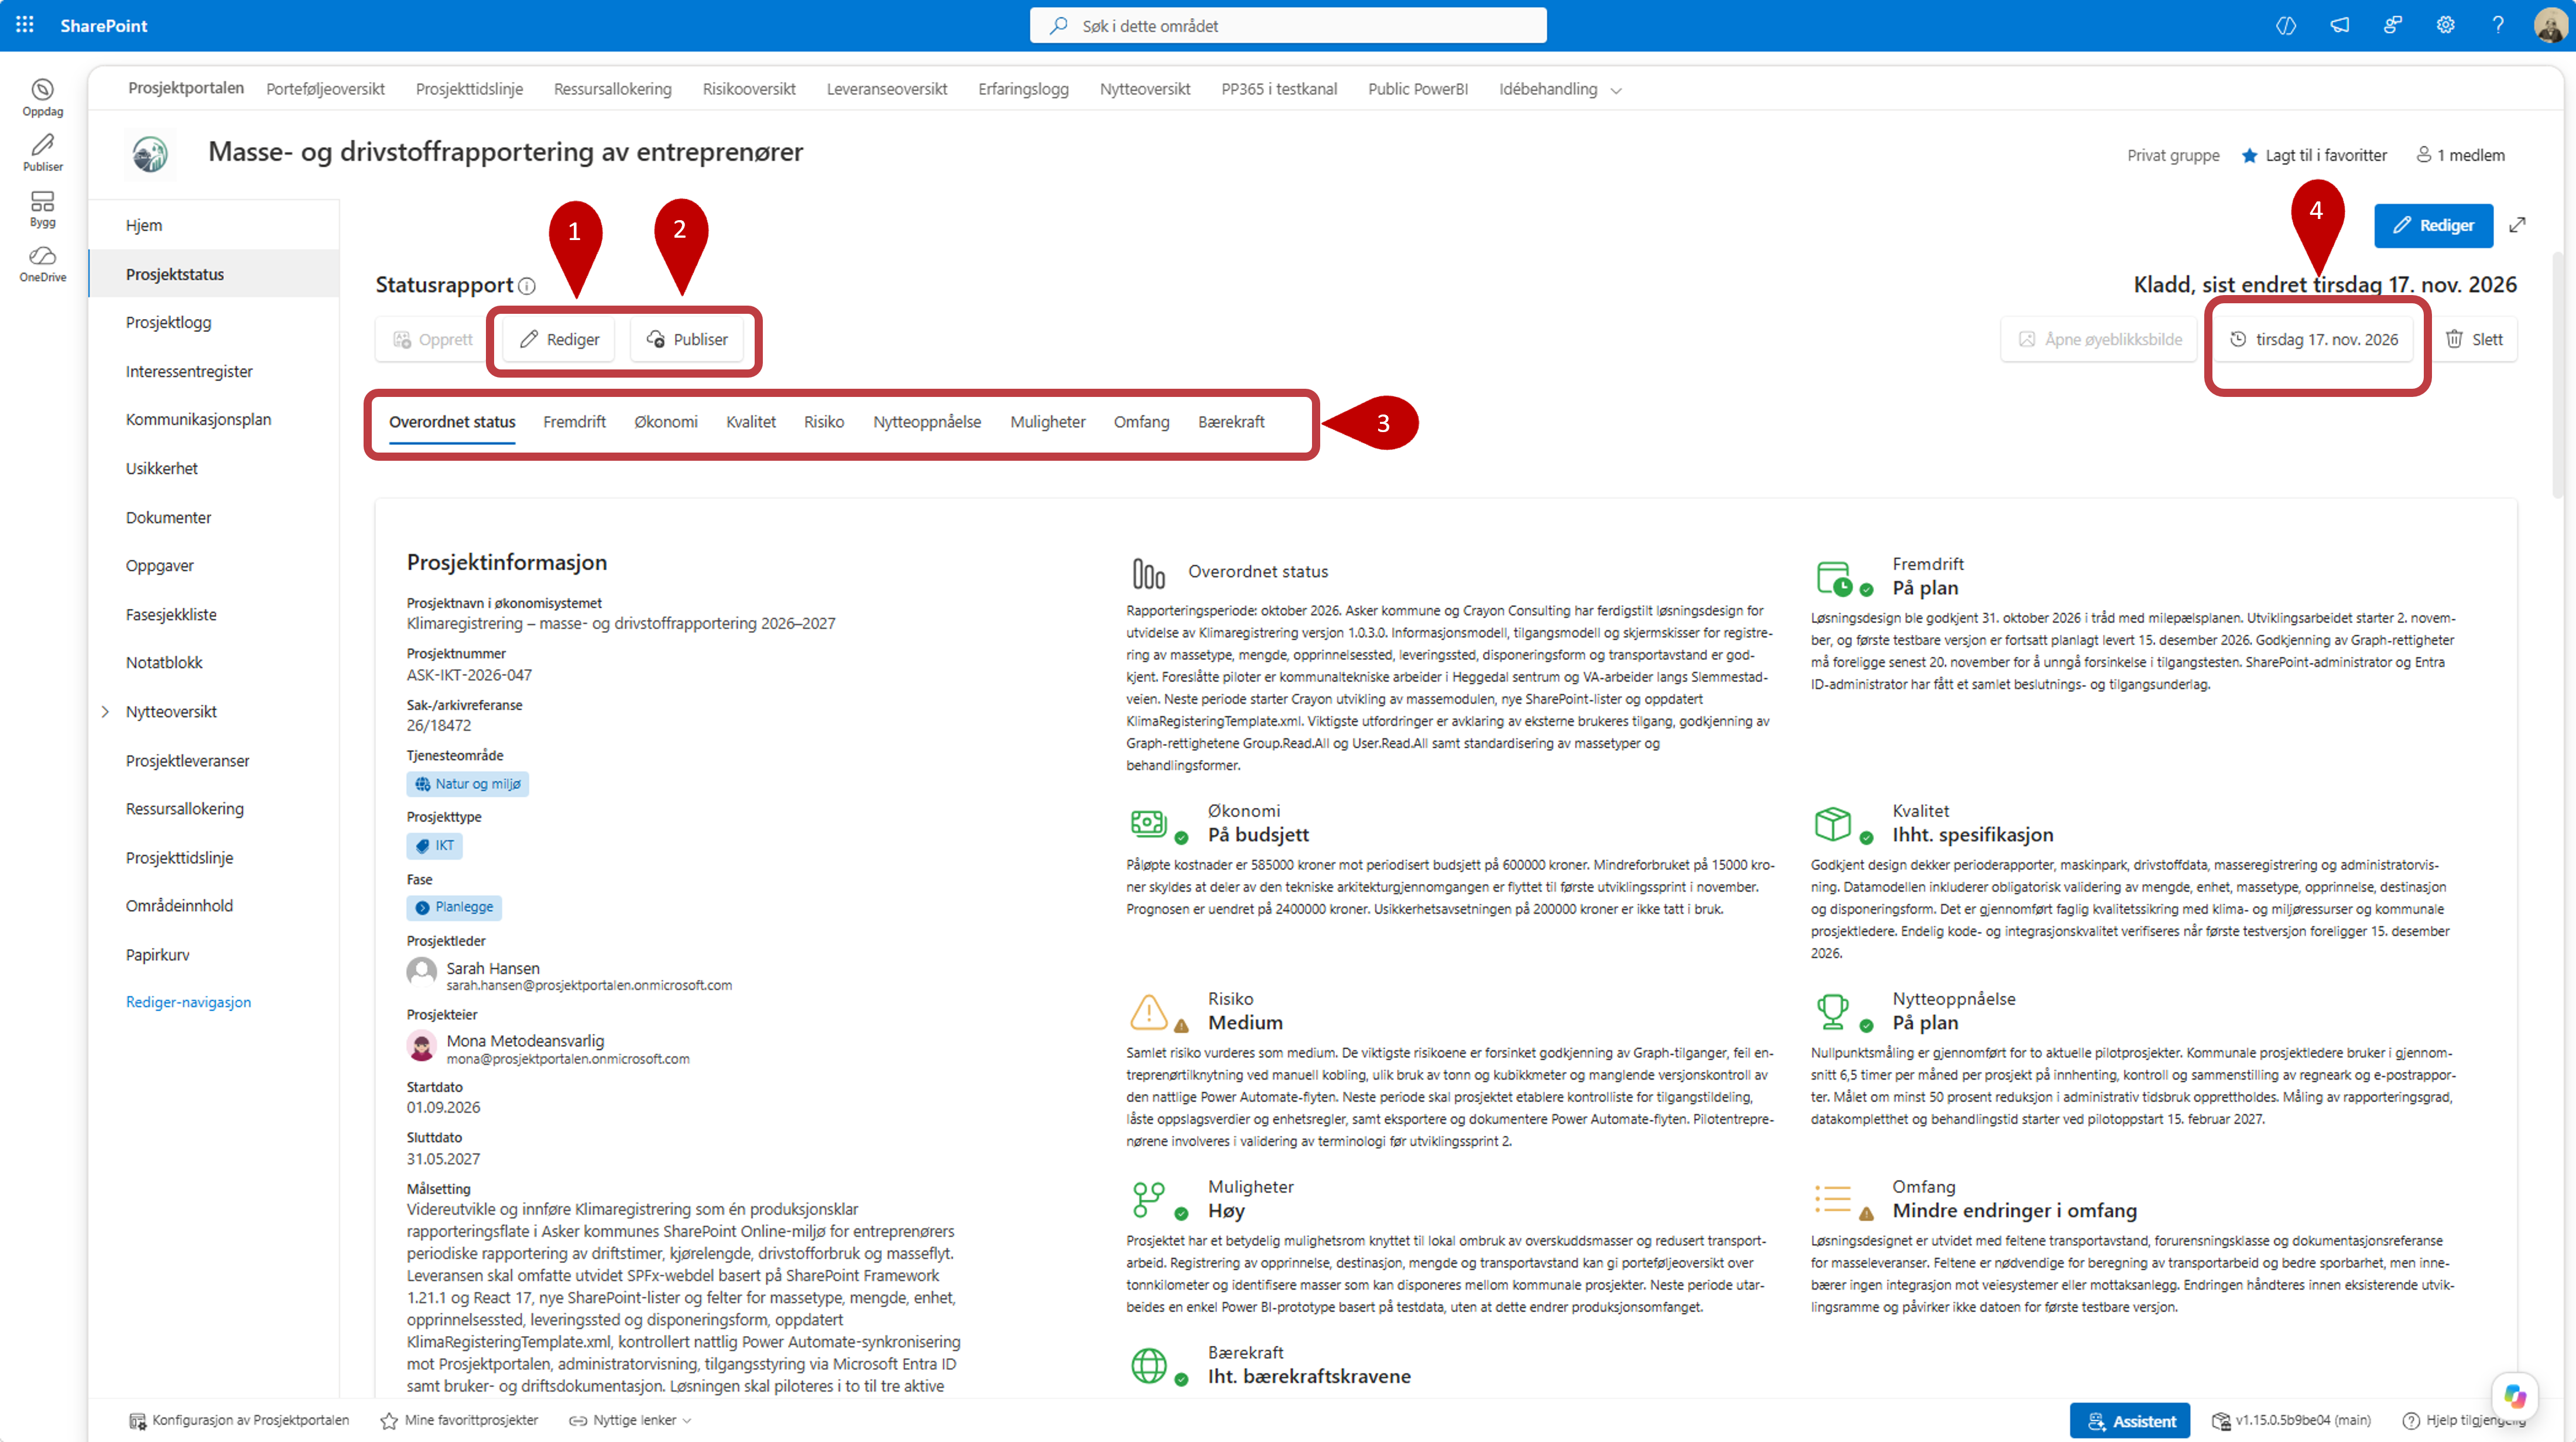 SharePoint
Søk i dette området
Oppdag
Publiser
Bygg
OneDrive
Prosjektportalen Porteføljeoversikt Prosjekttidslinje Ressursallokering Risikooversikt Leveranseoversikt Erfaringslogg Nytteoversikt PP365 i testkanal Public PowerBI Idébehandling
Masse- og drivstoffrapportering av entreprenører
Privat gruppe Lagt til i favoritter 1 medlem
Hjem
Prosjektstatus
Prosjektlogg
Interessentregister
Kommunikasjonsplan
Usikkerhet
Dokumenter
Oppgaver
Fasesjekkliste
Notatblokk
Nytteoversikt
Prosjektleveranser
Ressursallokering
Prosjekttidslinje
Områdeinnhold
Papirkurv
Rediger-navigasjon
1 2 4
Rediger
Statusrapport
Kladd, sist endret tirsdag 17. nov. 2026
Opprett Rediger Publiser
Åpne øyeblikksbilde tirsdag 17. nov. 2026 Slett
Overordnet status Fremdrift Økonomi Kvalitet Risiko Nytteoppnåelse Muligheter Omfang Bærekraft
3
Prosjektinformasjon
Prosjektnavn i økonomisystemet
Klimaregistrering – masse- og drivstoffrapportering 2026–2027
Prosjektnummer
ASK-IKT-2026-047
Sak-/arkivreferanse
26/18472
Tjenesteområde
Natur og miljø
Prosjekttype
IKT
Fase
Planlegge
Prosjektleder
Sarah Hansen
sarah.hansen@prosjektportalen.onmicrosoft.com
Prosjekteier
Mona Metodeansvarlig
mona@prosjektportalen.onmicrosoft.com
Startdato
01.09.2026
Sluttdato
31.05.2027
Målsetting
Videreutvikle og innføre Klimaregistrering som én produksjonsklar
rapporteringsflate i Asker kommunes SharePoint Online-miljø for entreprenørers
periodiske rapportering av driftstimer, kjørelengde, drivstofforbruk og masseflyt.
Leveransen skal omfatte utvidet SPFx-webdel basert på SharePoint Framework
1.21.1 og React 17, nye SharePoint-lister og felter for massetype, mengde, enhet,
opprinnelsessted, leveringssted og disponeringsform, oppdatert
KlimaRegisteringTemplate.xml, kontrollert nattlig Power Automate-synkronisering
mot Prosjektportalen, administratorvisning, tilgangsstyring via Microsoft Entra ID
samt bruker- og driftsdokumentasjon. Løsningen skal piloteres i to til tre aktive
Overordnet status
Rapporteringsperiode: oktober 2026. Asker kommune og Crayon Consulting har ferdigstilt løsningsdesign for
utvidelse av Klimaregistrering versjon 1.0.3.0. Informasjonsmodell, tilgangsmodell og skjermskisser for registre-
ring av massetype, mengde, opprinnelsessted, leveringssted, disponeringsform og transportavstand er god-
kjent. Foreslåtte piloter er kommunaltekniske arbeider i Heggedal sentrum og VA-arbeider langs Slemmestad-
veien. Neste periode starter Crayon utvikling av massemodulen, nye SharePoint-lister og oppdatert
KlimaRegisteringTemplate.xml. Viktigste utfordringer er avklaring av eksterne brukeres tilgang, godkjenning av
Graph-rettighetene Group.Read.All og User.Read.All samt standardisering av massetyper og
behandlingsformer.
Fremdrift
På plan
Løsningsdesign ble godkjent 31. oktober 2026 i tråd med milepælsplanen. Utviklingsarbeidet starter 2. novem-
ber, og første testbare versjon er fortsatt planlagt levert 15. desember 2026. Godkjenning av Graph-rettigheter
må foreligge senest 20. november for å unngå forsinkelse i tilgangstesten. SharePoint-administrator og Entra
ID-administrator har fått et samlet beslutnings- og tilgangsunderlag.
Økonomi
På budsjett
Påløpte kostnader er 585000 kroner mot periodisert budsjett på 600000 kroner. Mindreforbruket på 15000 kro-
ner skyldes at deler av den tekniske arkitekturgjennomgangen er flyttet til første utviklingssprint i november.
Prognosen er uendret på 2400000 kroner. Usikkerhetsavsetningen på 200000 kroner er ikke tatt i bruk.
Kvalitet
Ihht. spesifikasjon
Godkjent design dekker perioderapporter, maskinpark, drivstoffdata, masseregistrering og administratorvis-
ning. Datamodellen inkluderer obligatorisk validering av mengde, enhet, massetype, opprinnelse, destinasjon
og disponeringsform. Det er gjennomført faglig kvalitetssikring med klima- og miljøressurser og kommunale
prosjektledere. Endelig kode- og integrasjonskvalitet verifiseres når første testversjon foreligger 15. desember
2026.
Risiko
Medium
Samlet risiko vurderes som medium. De viktigste risikoene er forsinket godkjenning av Graph-tilganger, feil en-
treprenørtilknytning ved manuell kobling, ulik bruk av tonn og kubikkmeter og manglende versjonskontroll av
den nattlige Power Automate-flyten. Neste periode skal prosjektet etablere kontrolliste for tilgangstildeling,
låste oppslagsverdier og enhetsregler, samt eksportere og dokumentere Power Automate-flyten. Pilotentrepre-
nørene involveres i validering av terminologi før utviklingssprint 2.
Nytteoppnåelse
På plan
Nullpunktsmåling er gjennomført for to aktuelle pilotprosjekter. Kommunale prosjektledere bruker i gjennom-
snitt 6,5 timer per måned per prosjekt på innhenting, kontroll og sammenstilling av regneark og e-postrappor-
ter. Målet om minst 50 prosent reduksjon i administrativ tidsbruk opprettholdes. Måling av rapporteringsgrad,
datakompletthet og behandlingstid starter ved pilotoppstart 15. februar 2027.
Muligheter
Høy
Prosjektet har et betydelig mulighetsrom knyttet til lokal ombruk av overskuddsmasser og redusert transport-
arbeid. Registrering av opprinnelse, destinasjon, mengde og transportavstand kan gi porteføljeoversikt over
tonnkilometer og identifisere masser som kan disponeres mellom kommunale prosjekter. Neste periode utar-
beides en enkel Power BI-prototype basert på testdata, uten at dette endrer produksjonsomfanget.
Omfang
Mindre endringer i omfang
Løsningsdesignet er utvidet med feltene transportavstand, forurensningsklasse og dokumentasjonsreferanse
for masseleveranser. Feltene er nødvendige for beregning av transportarbeid og bedre sporbarhet, men inne-
bærer ingen integrasjon mot veiesystemer eller mottaksanlegg. Endringen håndteres innen eksisterende utvik-
lingsramme og påvirker ikke datoen for første testbare versjon.
Bærekraft
Iht. bærekraftskravene
Konfigurasjon av Prosjektportalen Mine favorittprosjekter Nyttige lenker
Assistent v1.15.0.5b9be04 (main) Hjelp tilgjengelig